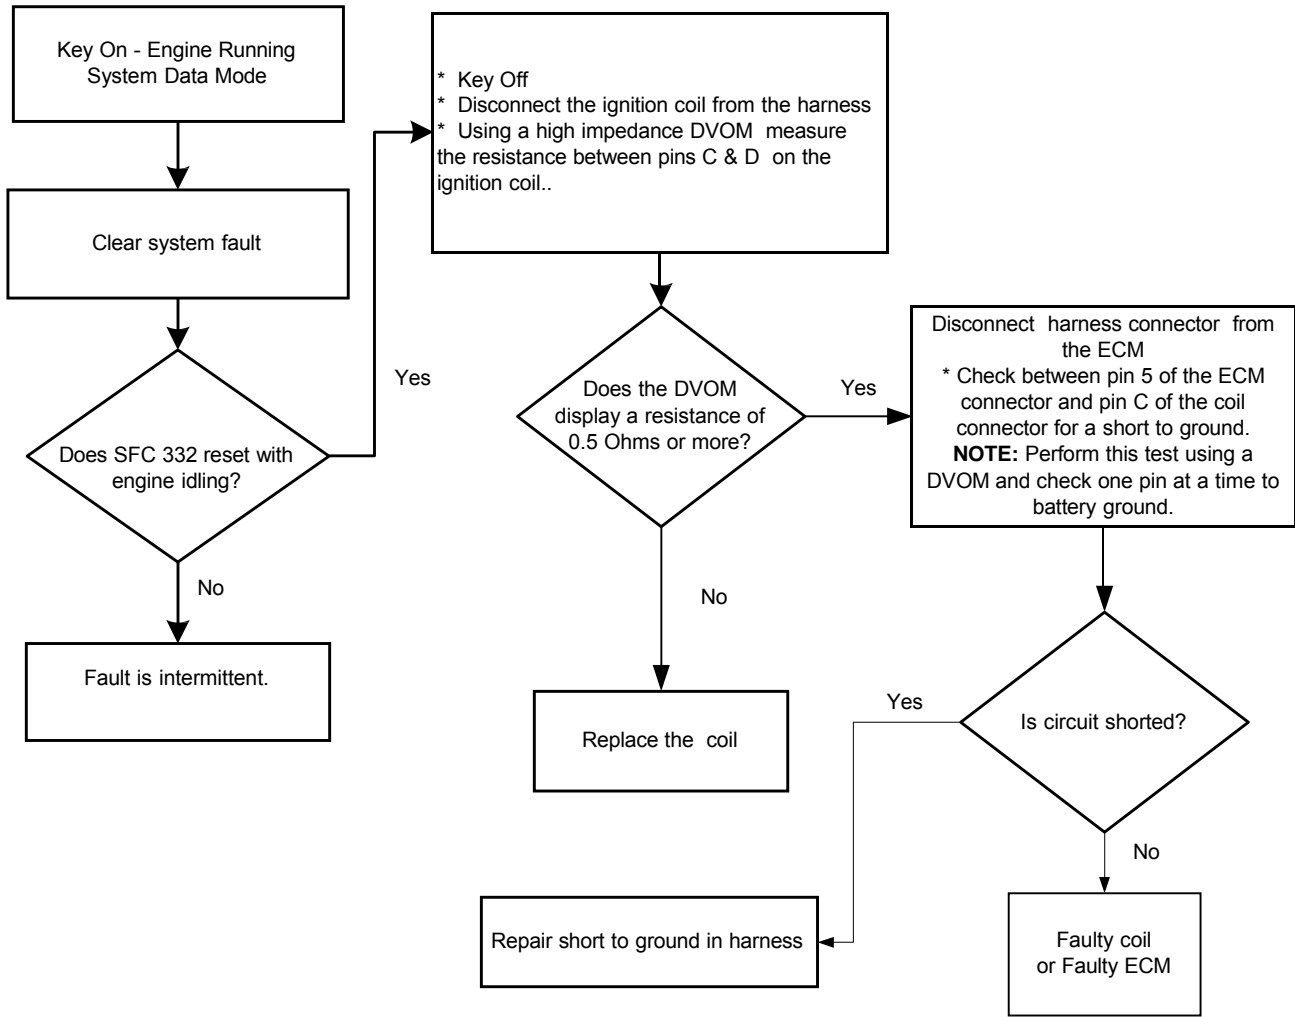 Key On - Engine Running
System Data Mode
Clear system fault
Does SFC 332 reset with
engine idling?
Yes
No
Fault is intermittent.
* Key Off
* Disconnect the ignition coil from the harness
* Using a high impedance DVOM measure
the resistance between pins C & D on the
ignition coil..
Does the DVOM
display a resistance of
0.5 Ohms or more?
Yes
No
Replace the coil
Disconnect harness connector from
the ECM
* Check between pin 5 of the ECM
connector and pin C of the coil
connector for a short to ground.
NOTE: Perform this test using a
DVOM and check one pin at a time to
battery ground.
Is circuit shorted?
Yes
No
Repair short to ground in harness
Faulty coil
or Faulty ECM